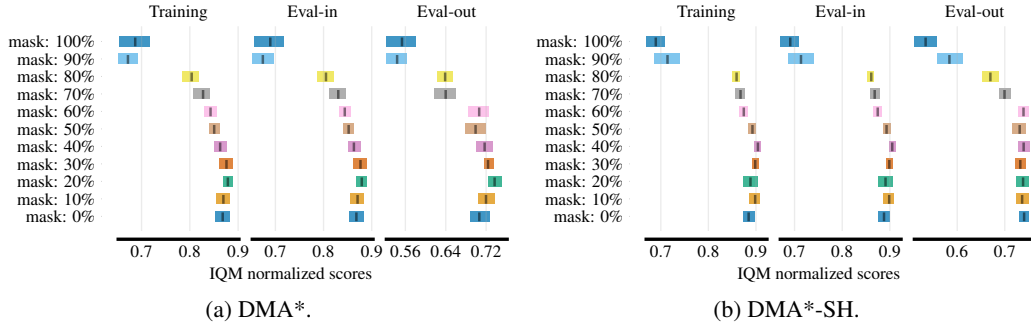 Training Eval-in Eval-out
mask: 100%
mask: 90%
mask: 80%
mask: 70%
mask: 60%
mask: 50%
mask: 40%
mask: 30%
mask: 20%
mask: 10%
mask: 0%
0.7 0.8 0.9 0.7 0.8 0.9 0.56 0.64 0.72
IQM normalized scores
(a) DMA*.
Training Eval-in Eval-out
mask: 100%
mask: 90%
mask: 80%
mask: 70%
mask: 60%
mask: 50%
mask: 40%
mask: 30%
mask: 20%
mask: 10%
mask: 0%
0.7 0.8 0.9 0.7 0.8 0.9 0.6 0.7
IQM normalized scores
(b) DMA*-SH.